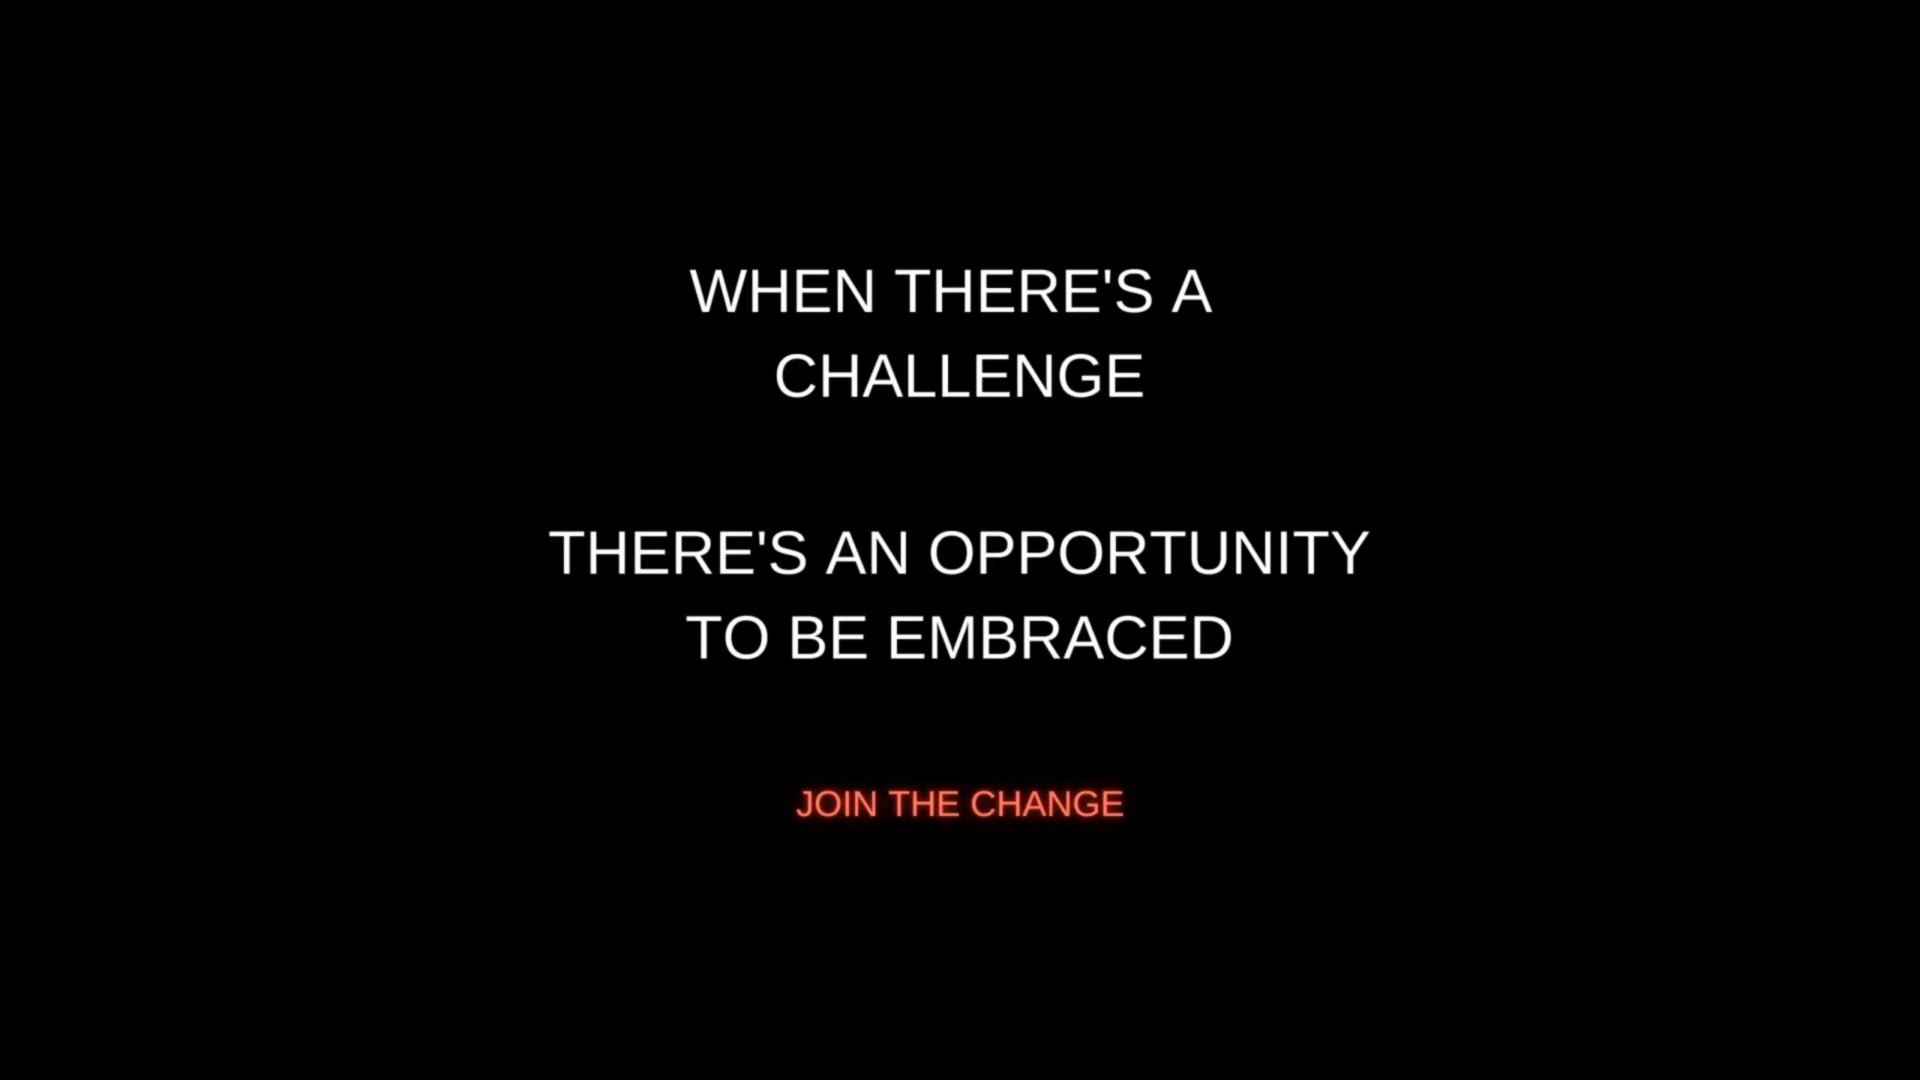 WHEN THERE'S A
CHALLENGE
THERE'S AN OPPORTUNITY
TO BE EMBRACED
JOIN THE CHANGE